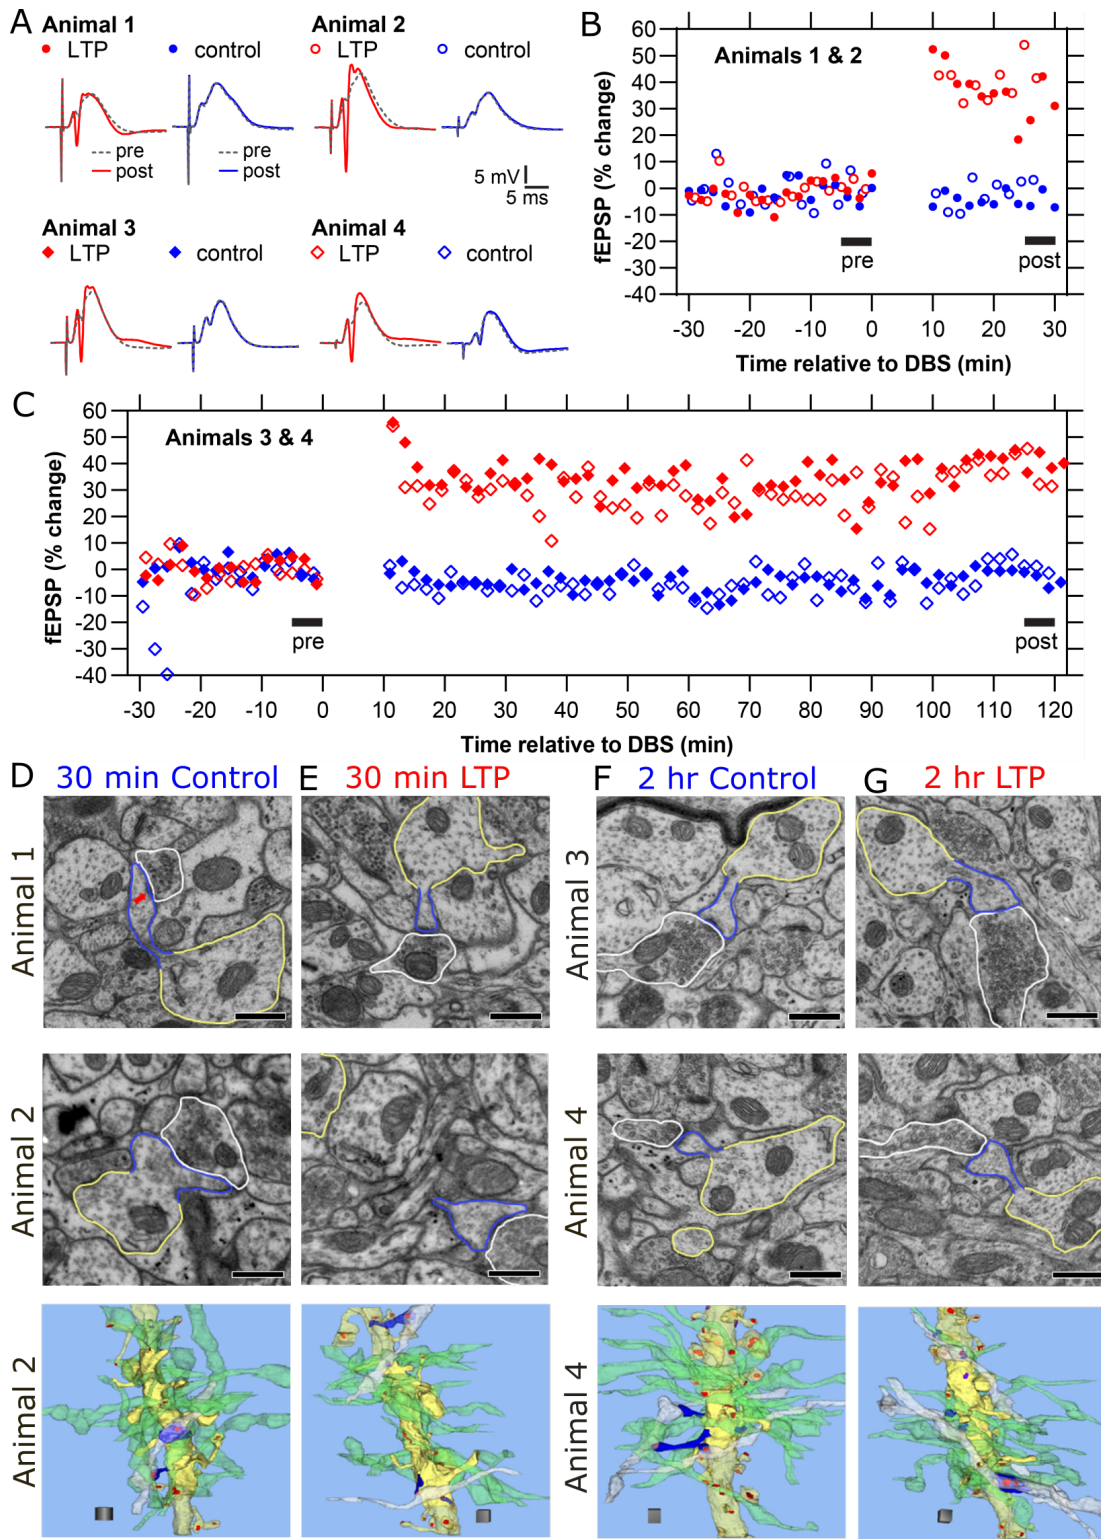 A
Animal 1
LTP
control
Animal 2
LTP
control
pre
post
pre
post
5 mV
5 ms
Animal 3
LTP
control
Animal 4
LTP
control
B
Animals 1 & 2
fEPSP (% change)
60
50
40
30
20
10
0
-10
-20
-30
-40
pre
post
-30
-20
-10
0
10
20
30
Time relative to DBS (min)
C
Animals 3 & 4
fEPSP (% change)
60
50
40
30
20
10
0
-10
-20
-30
-40
pre
post
-30
-20
-10
0
10
20
30
40
50
60
70
80
90
100
110
120
Time relative to DBS (min)
D 30 min Control
E 30 min LTP
F 2 hr Control
G 2 hr LTP
Animal 1
Animal 3
Animal 2
Animal 4
Animal 2
Animal 4